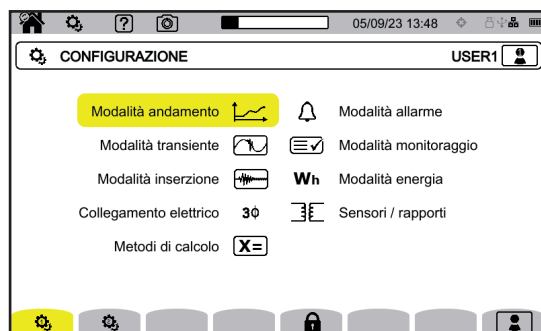 ? 05/09/23 13:48
CONFIGURAZIONE USER1
Modalità andamento Modalità allarme
Modalità transiente Modalità monitoraggio
Modalità inserzione Wh Modalità energia
Collegamento elettrico 3ϕ Sensori / rapporti
Metodi di calcolo X=